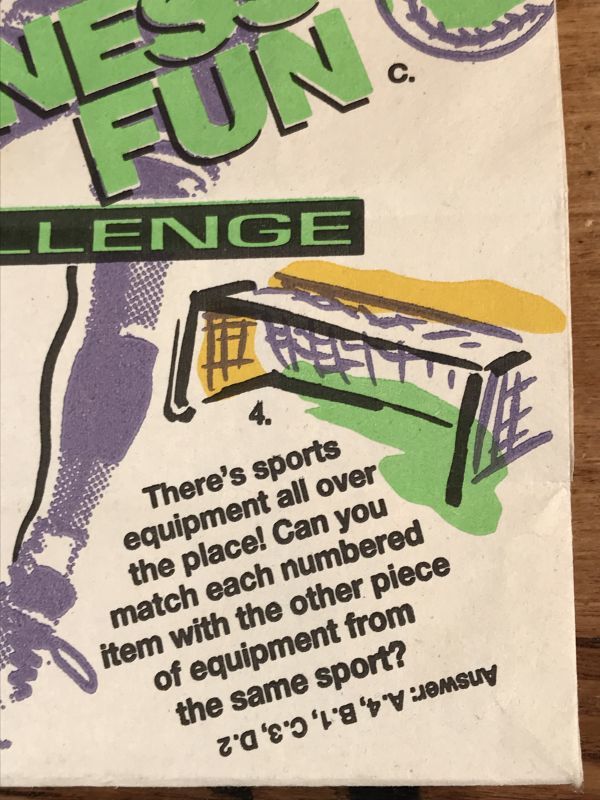 NESS
C.
FUN
LLENGE
4.
There's sports
equipment all over
the place! Can you
match each numbered
item with the other piece
of equipment from
the same sport?
Answer: A.4, B.1, C.3, D.2